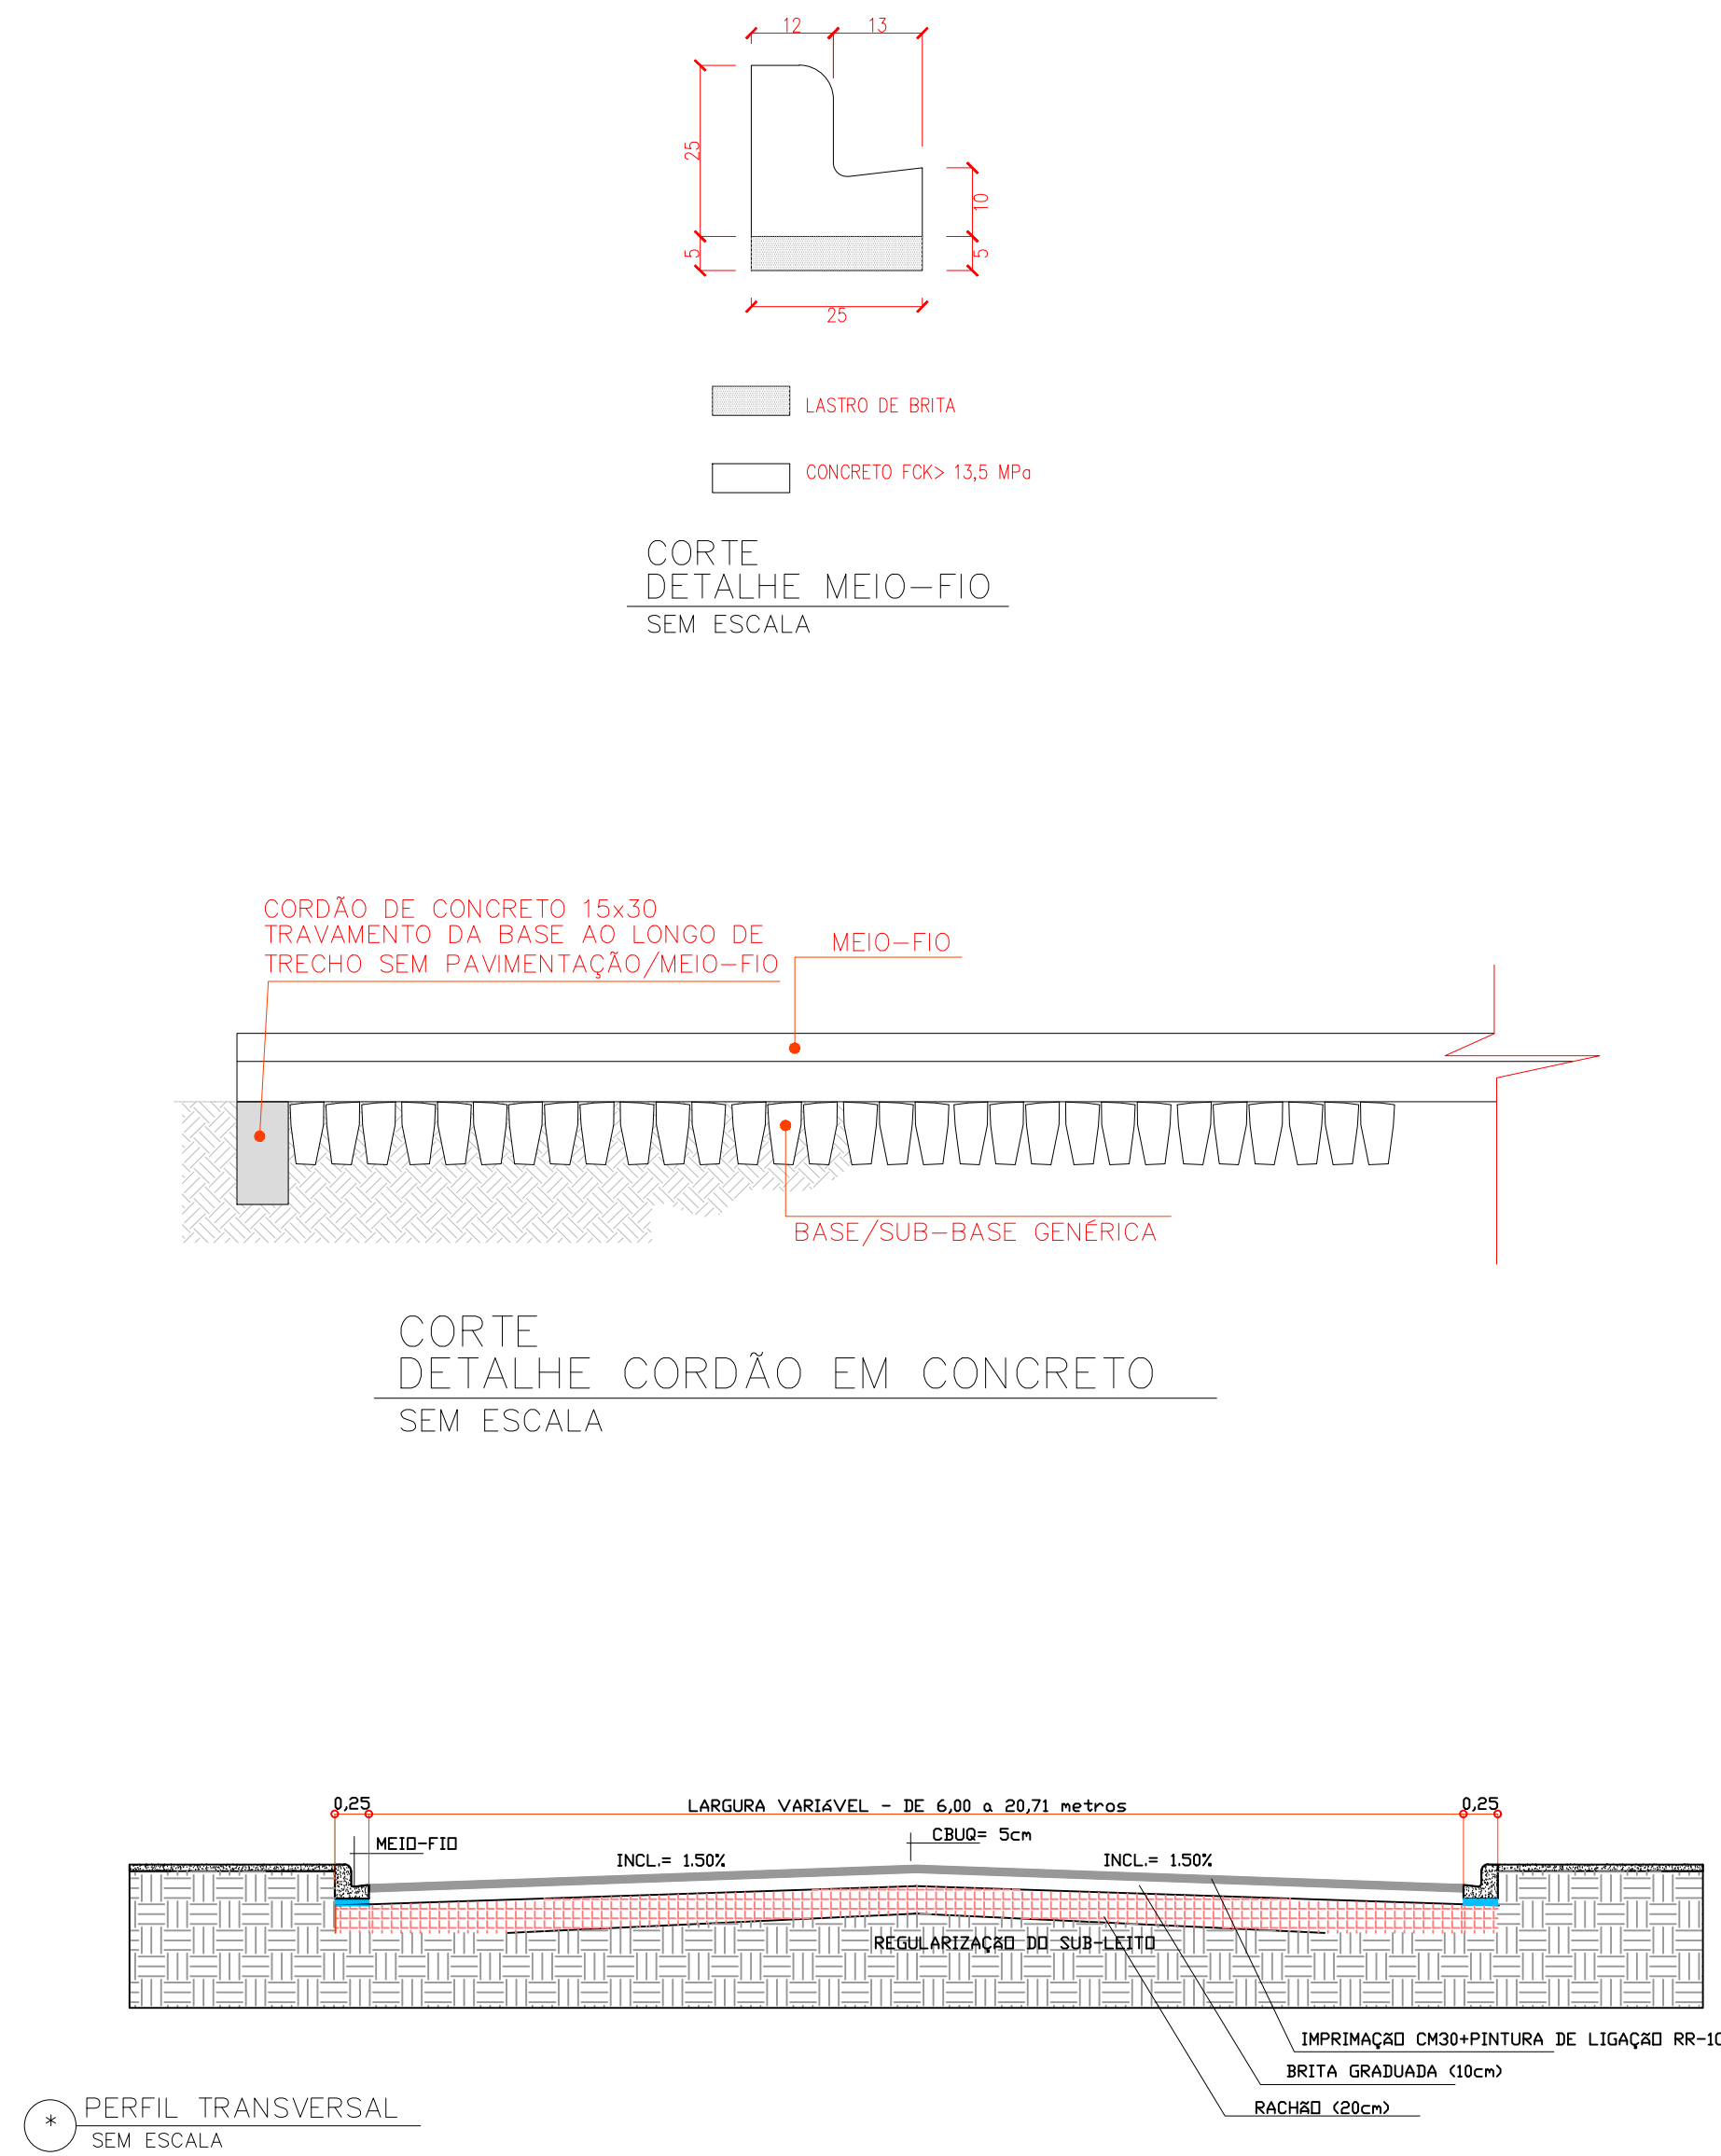 12
13
25
10
5
5
25
LASTRO DE BRITA
CONCRETO FCK> 13,5 MPa
CORTE
DETALHE MEIO-FIO
SEM ESCALA
CORDÃO DE CONCRETO 15x30
TRAVAMENTO DA BASE AO LONGO DE
TRECHO SEM PAVIMENTAÇÃO/MEIO-FIO
MEIO-FIO
BASE/SUB-BASE GENÉRICA
CORTE
DETALHE CORDÃO EM CONCRETO
SEM ESCALA
0,25
LARGURA VARIÁVEL - DE 6,00 a 20,71 metros
0,25
MEIO-FIO
CBUQ= 5cm
INCL.= 1.50%
INCL.= 1.50%
REGULARIZAÇÃO DO SUB-LEITO
IMPRIMAÇÃO CM30+PINTURA DE LIGAÇÃO RR-1C
BRITA GRADUADA (10cm)
RACHÃO (20cm)
* PERFIL TRANSVERSAL
SEM ESCALA